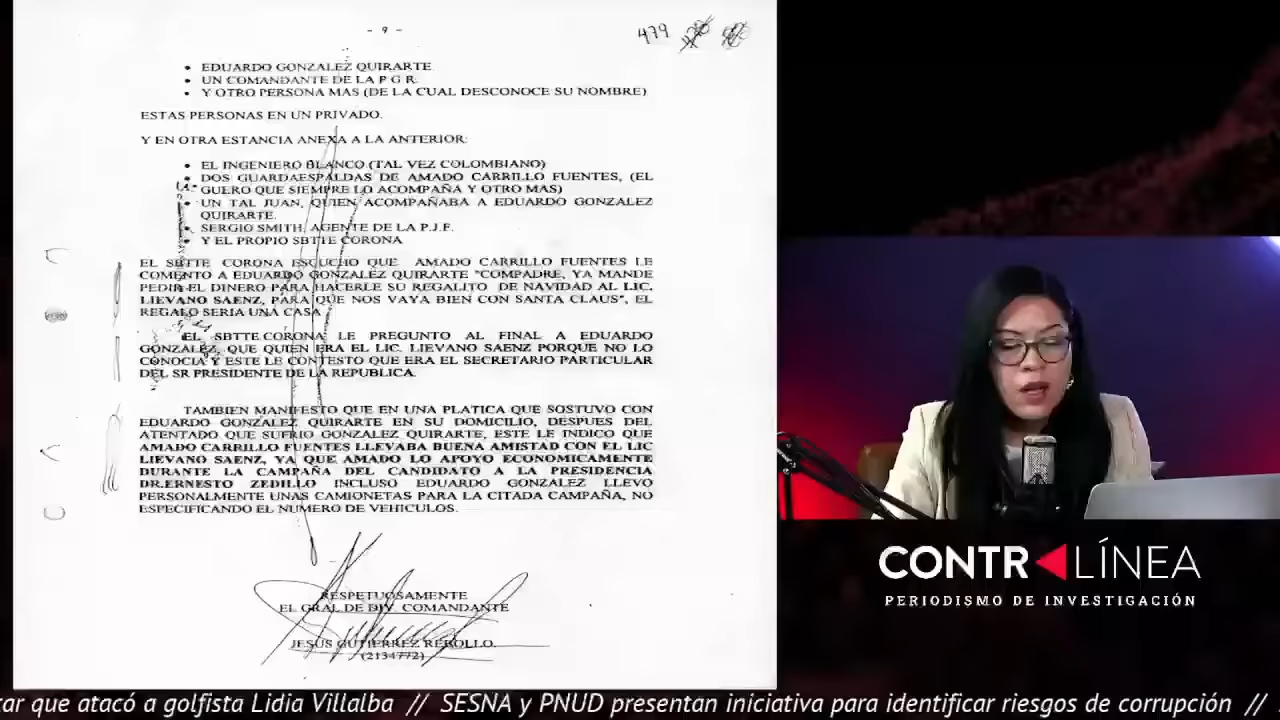 - 9 -
479
• EDUARDO GONZALEZ QUIRARTE
• UN COMANDANTE DE LA P G R.
• Y OTRO PERSONA MAS (DE LA CUAL DESCONOCE SU NOMBRE)
ESTAS PERSONAS EN UN PRIVADO.
Y EN OTRA ESTANCIA ANEXA A LA ANTERIOR:
• EL INGENIERO BLANCO (TAL VEZ COLOMBIANO)
• DOS GUARDAESPALDAS DE AMADO CARRILLO FUENTES, (EL
GUERO QUE SIEMPRE LO ACOMPAÑA Y OTRO MAS)
• UN TAL JUAN, QUIEN ACOMPAÑABA A EDUARDO GONZALEZ
QUIRARTE.
• SERGIO SMITH, AGENTE DE LA P.J.F.
• Y EL PROPIO SBTTE CORONA
EL SBTTE CORONA ESCUCHO QUE AMADO CARRILLO FUENTES LE
COMENTO A EDUARDO GONZALEZ QUIRARTE "COMPADRE, YA MANDE
PEDIR EL DINERO PARA HACERLE SU REGALITO DE NAVIDAD AL LIC.
LIEVANO SAENZ, PARA QUE NOS VAYA BIEN CON SANTA CLAUS", EL
REGALO SERIA UNA CASA
EL SBTTE CORONA LE PREGUNTO AL FINAL A EDUARDO
GONZALEZ, QUE QUIEN ERA EL LIC. LIEVANO SAENZ PORQUE NO LO
CONOCIA Y ESTE LE CONTESTO QUE ERA EL SECRETARIO PARTICULAR
DEL SR PRESIDENTE DE LA REPUBLICA.
TAMBIEN MANIFESTO QUE EN UNA PLATICA QUE SOSTUVO CON
EDUARDO GONZALEZ QUIRARTE EN SU DOMICILIO, DESPUES DEL
ATENTADO QUE SUFRIO GONZALEZ QUIRARTE, ESTE LE INDICO QUE
AMADO CARRILLO FUENTES LLEVABA BUENA AMISTAD CON EL LIC
LIEVANO SAENZ, YA QUE AMADO LO APOYO ECONOMICAMENTE
DURANTE LA CAMPAÑA DEL CANDIDATO A LA PRESIDENCIA
DR.ERNESTO ZEDILLO INCLUSO EDUARDO GONZALEZ LLEVO
PERSONALMENTE UNAS CAMIONETAS PARA LA CITADA CAMPAÑA, NO
ESPECIFICANDO EL NUMERO DE VEHICULOS.
RESPETUOSAMENTE
EL GRAL DE DIV. COMANDANTE
JESUS GUTIERREZ REBOLLO.
(2134772)
CONTRALÍNEA
PERIODISMO DE INVESTIGACIÓN
tar que atacó a golfista Lidia Villalba // SESNA y PNUD presentan iniciativa para identificar riesgos de corrupción //